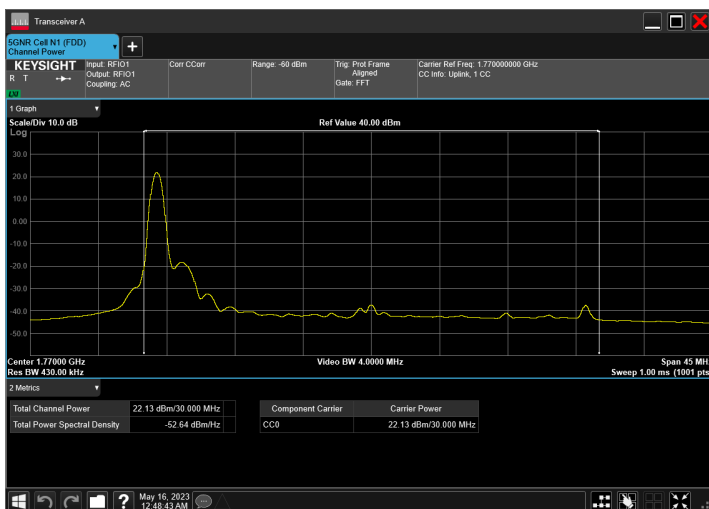 Transceiver A
5GNR Cell N1 (FDD)
Channel Power
KEYSIGHT
R T
LXI
Input: RFIO1
Output: RFIO1
Coupling: AC
Corr CCorr
Range: -60 dBm
Trig: Prot Frame
Aligned
Gate: FFT
Carrier Ref Freq: 1.770000000 GHz
CC Info: Uplink, 1 CC
1 Graph
Scale/Div 10.0 dB
Ref Value 40.00 dBm
Log
30.0
20.0
10.0
0.00
-10.0
-20.0
-30.0
-40.0
-50.0
Center 1.77000 GHz
Video BW 4.0000 MHz
Span 45 MH
Res BW 430.00 kHz
Sweep 1.00 ms (1001 pts
2 Metrics
Total Channel Power 22.13 dBm/30.000 MHz
Total Power Spectral Density -52.64 dBm/Hz
Component Carrier Carrier Power
CC0 22.13 dBm/30.000 MHz
?
May 16, 2023
12:48:43 AM